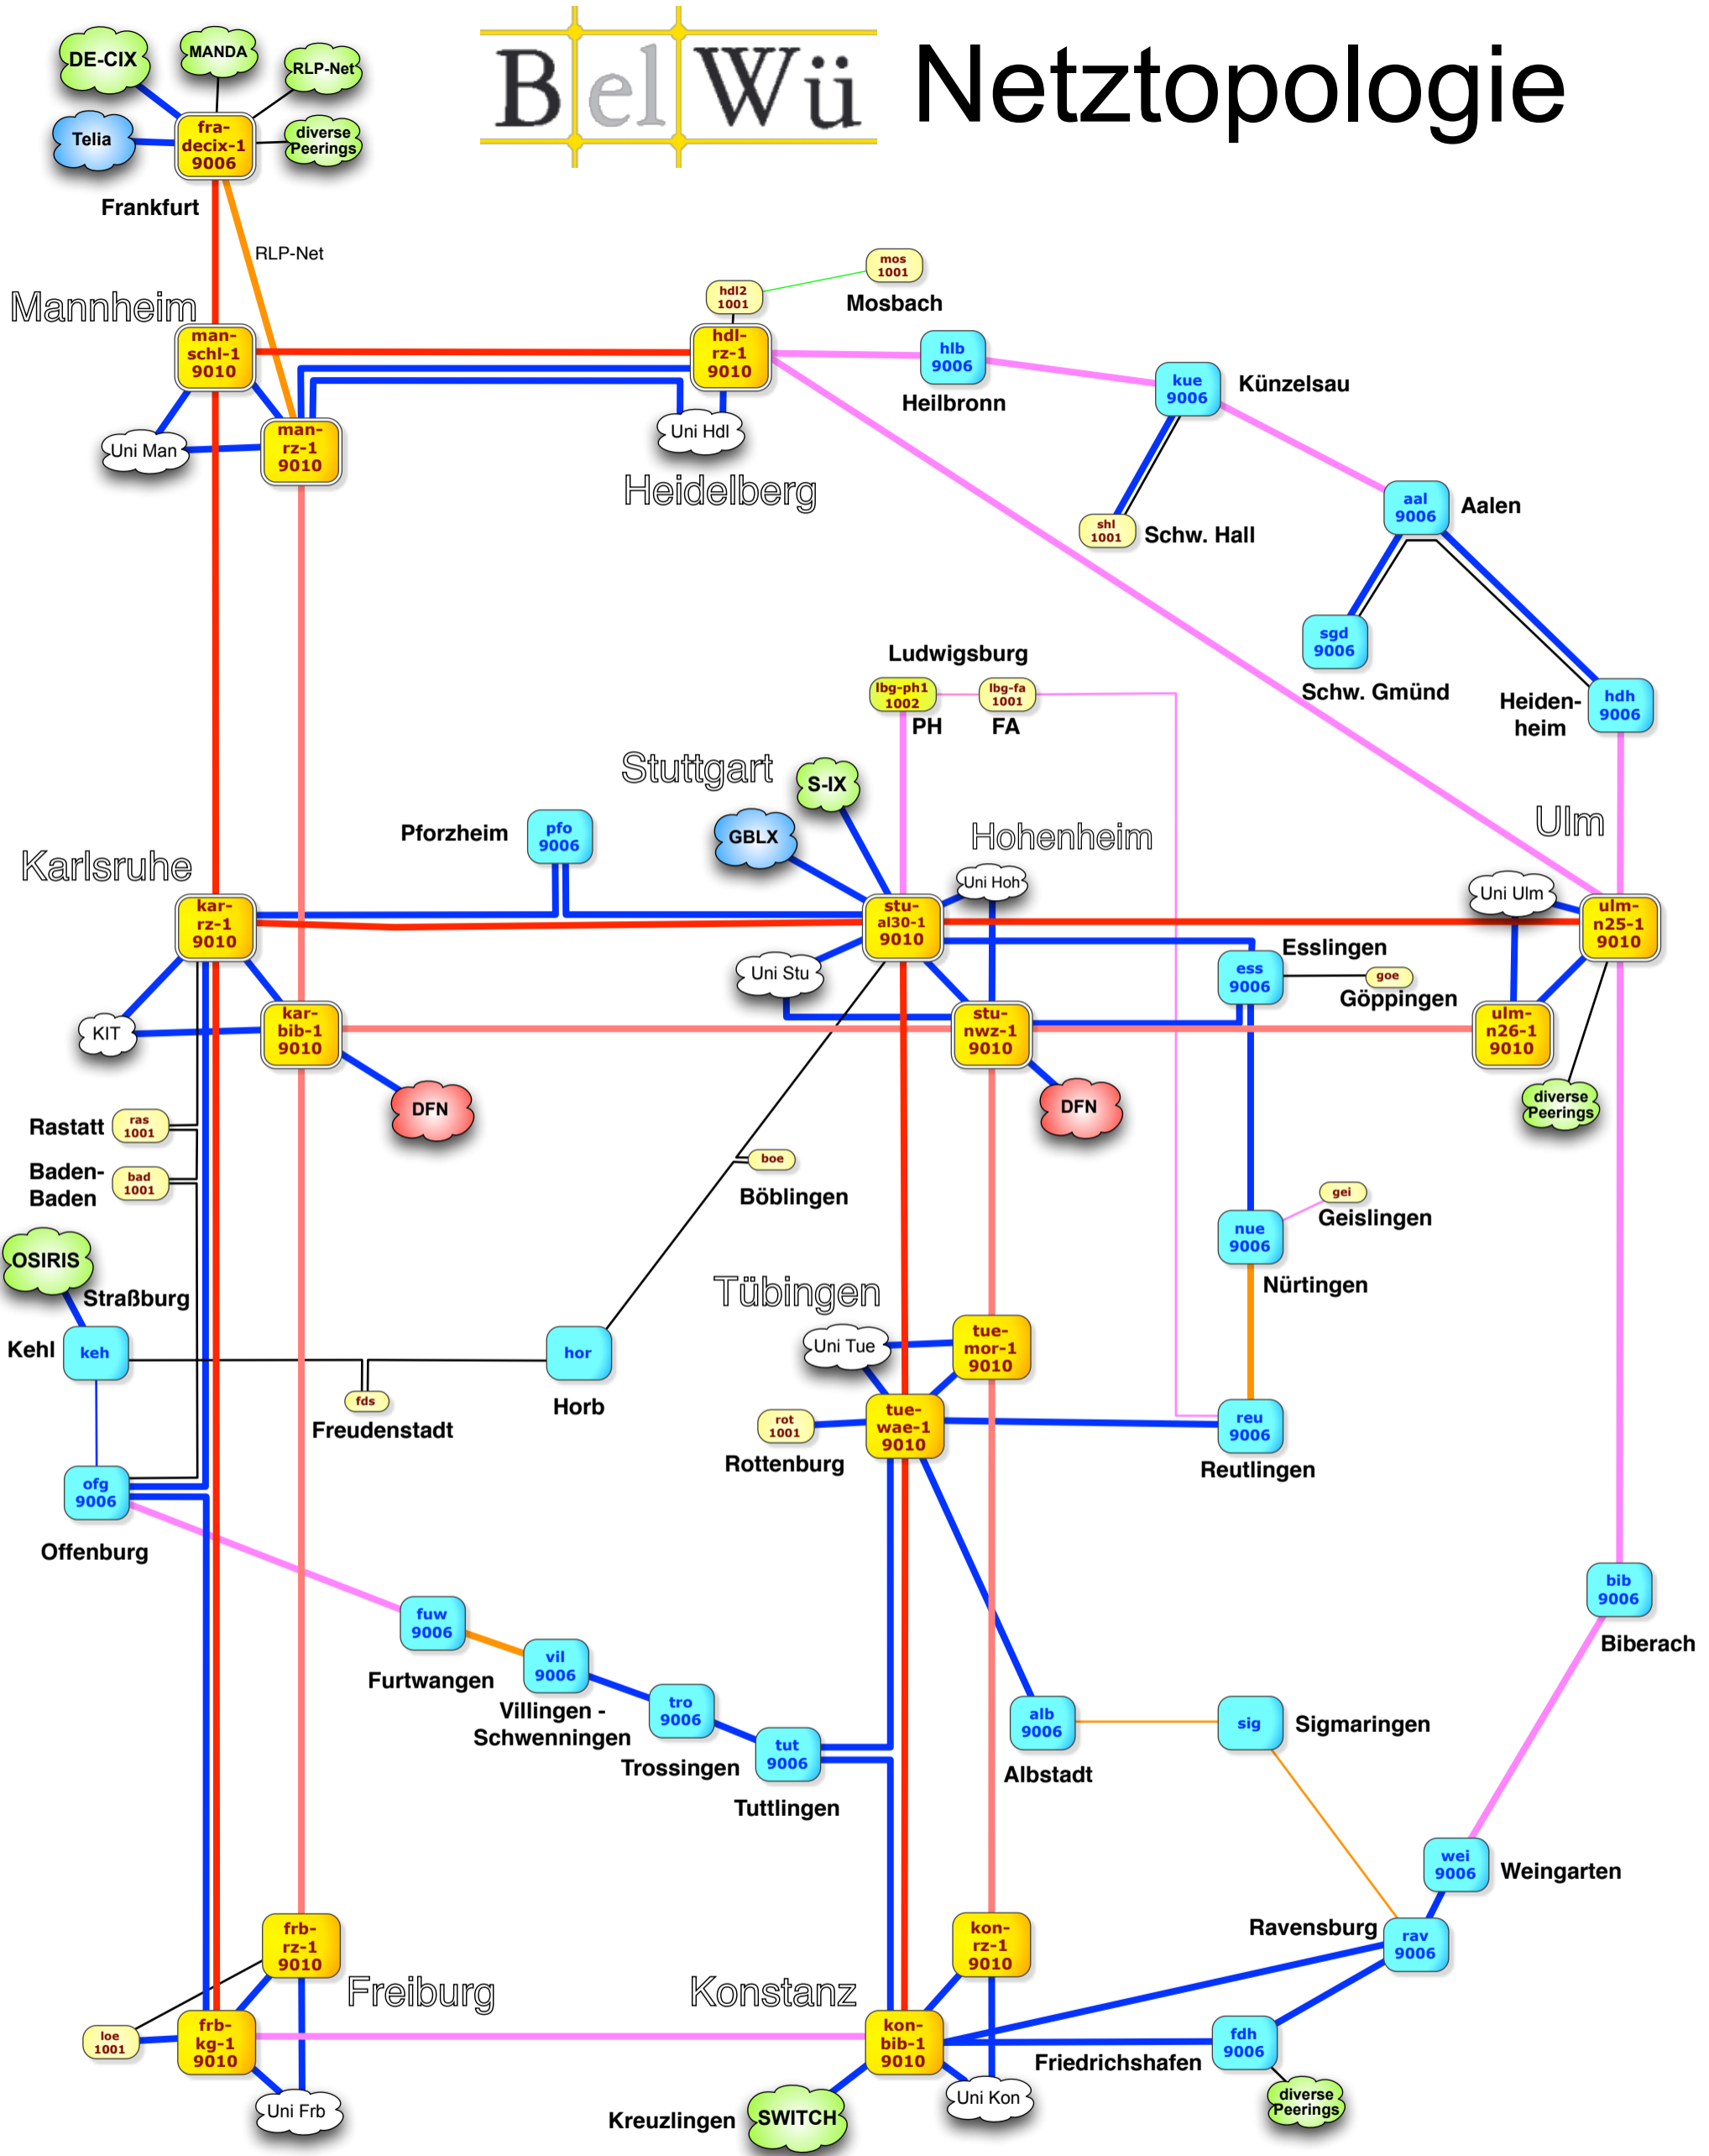 BelWü Netztopologie
DE-CIX
MANDA
RLP-Net
Telia
fra-
decix-1
9006
diverse
Peerings
Frankfurt
RLP-Net
Mannheim
man-
schl-1
9010
Uni Man
man-
rz-1
9010
hdl2
1001
mos
1001
Mosbach
hdl-
rz-1
9010
Uni Hdl
Heidelberg
hlb
9006
Heilbronn
kue
9006
Künzelsau
shl
1001
Schw. Hall
aal
9006
Aalen
sgd
9006
Schw. Gmünd
Heiden-
heim
hdh
9006
Ludwigsburg
lbg-ph1
1002
PH
lbg-fa
1001
FA
Stuttgart
S-IX
GBLX
Hohenheim
Uni Hoh
Pforzheim
pfo
9006
Karlsruhe
kar-
rz-1
9010
stu-
al30-1
9010
Uni Stu
stu-
nwz-1
9010
DFN
Esslingen
ess
9006
goe
Göppingen
Ulm
Uni Ulm
ulm-
n25-1
9010
ulm-
n26-1
9010
diverse
Peerings
KIT
kar-
bib-1
9010
DFN
Rastatt
ras
1001
Baden-
Baden
bad
1001
boe
Böblingen
gei
Geislingen
nue
9006
Nürtingen
OSIRIS
Straßburg
Kehl
keh
fds
Freudenstadt
hor
Horb
Tübingen
Uni Tue
tue-
mor-1
9010
rot
1001
Rottenburg
tue-
wae-1
9010
reu
9006
Reutlingen
ofg
9006
Offenburg
fuw
9006
Furtwangen
vil
9006
Villingen -
Schwenningen
tro
9006
Trossingen
tut
9006
Tuttlingen
alb
9006
Albstadt
sig
Sigmaringen
bib
9006
Biberach
wei
9006
Weingarten
Ravensburg
rav
9006
frb-
rz-1
9010
Freiburg
loe
1001
frb-
kg-1
9010
Uni Frb
Konstanz
kon-
rz-1
9010
kon-
bib-1
9010
Kreuzlingen
SWITCH
Uni Kon
Friedrichshafen
fdh
9006
diverse
Peerings